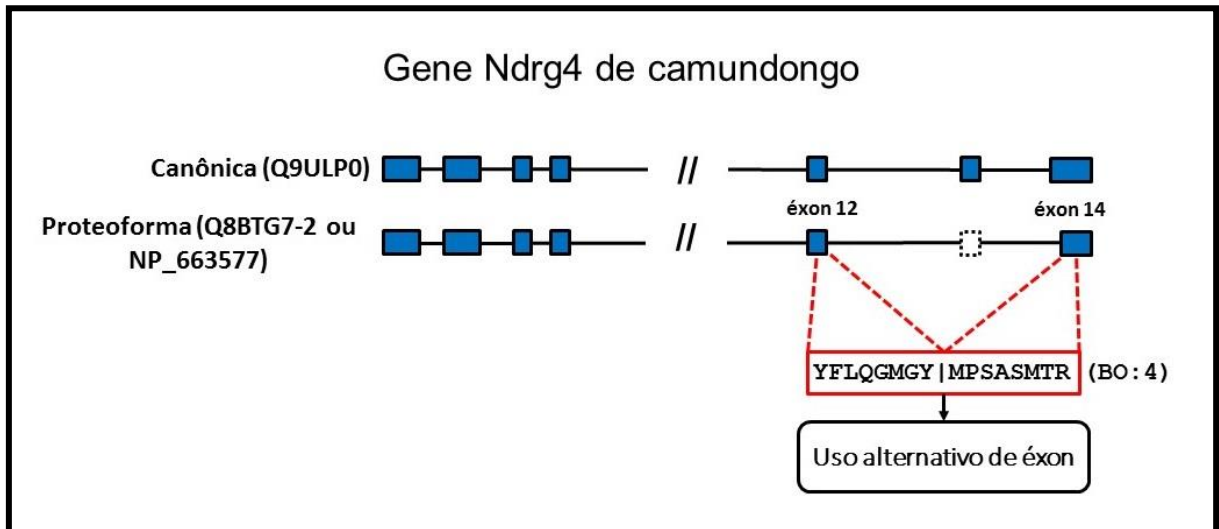 Gene Ndrg4 de camundongo
Canônica (Q9ULP0)
//
Proteoforma (Q8BTG7-2 ou
NP_663577)
//
éxon 12
éxon 14
YFLQGMGY|MPSASMTR (BO:4)
Uso alternativo de éxon